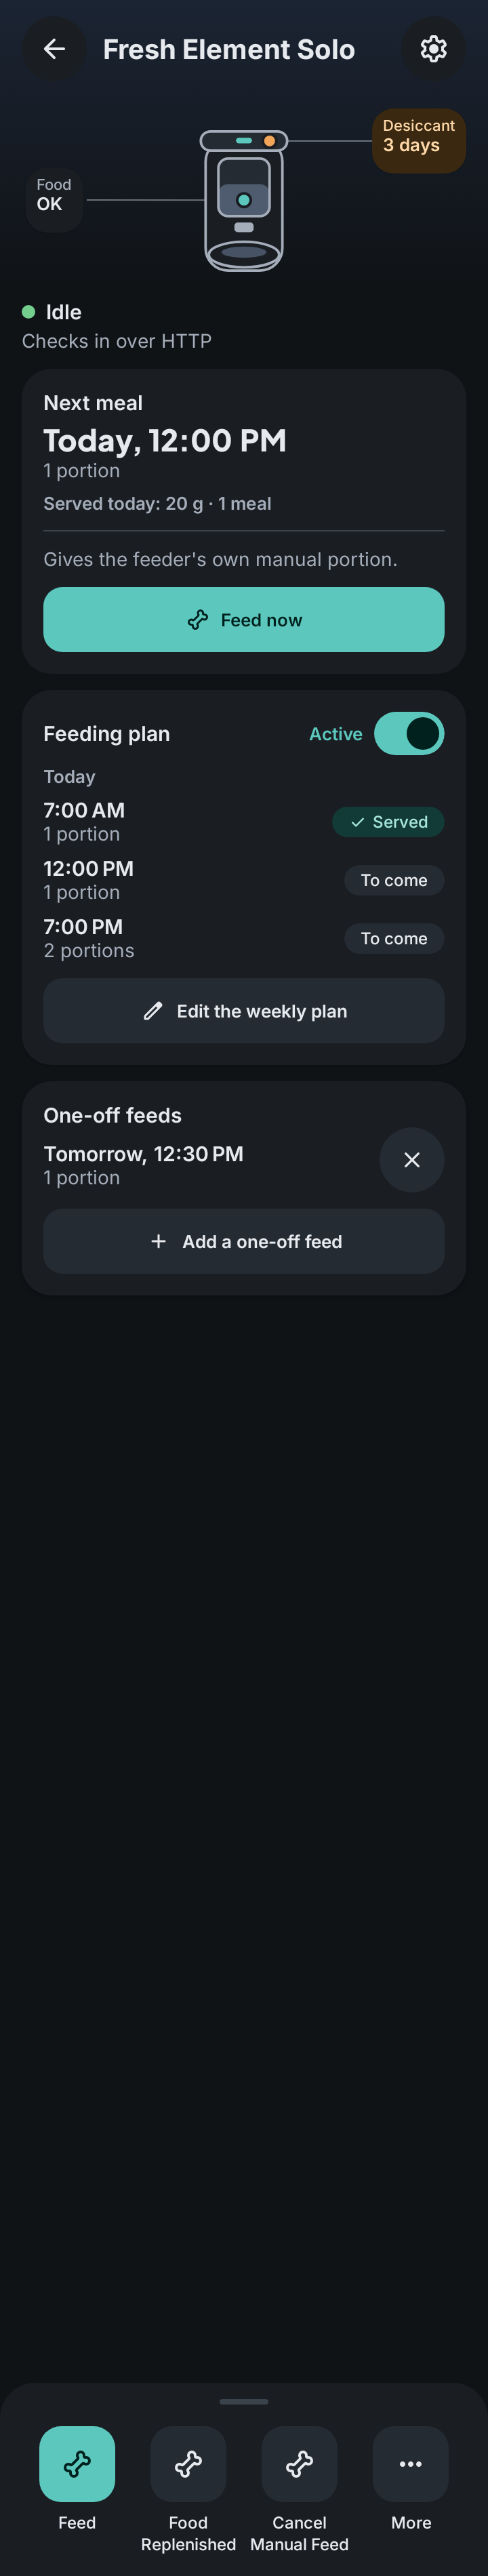 Fresh Element Solo
Desiccant
3 days
Food
OK
Idle
Checks in over HTTP
Next meal
Today, 12:00 PM
1 portion
Served today: 20 g · 1 meal
Gives the feeder's own manual portion.
Feed now
Feeding plan
Active
Today
7:00 AM
1 portion
Served
12:00 PM
1 portion
To come
7:00 PM
2 portions
To come
Edit the weekly plan
One-off feeds
Tomorrow, 12:30 PM
1 portion
Add a one-off feed
Feed
Food
Replenished
Cancel
Manual Feed
More